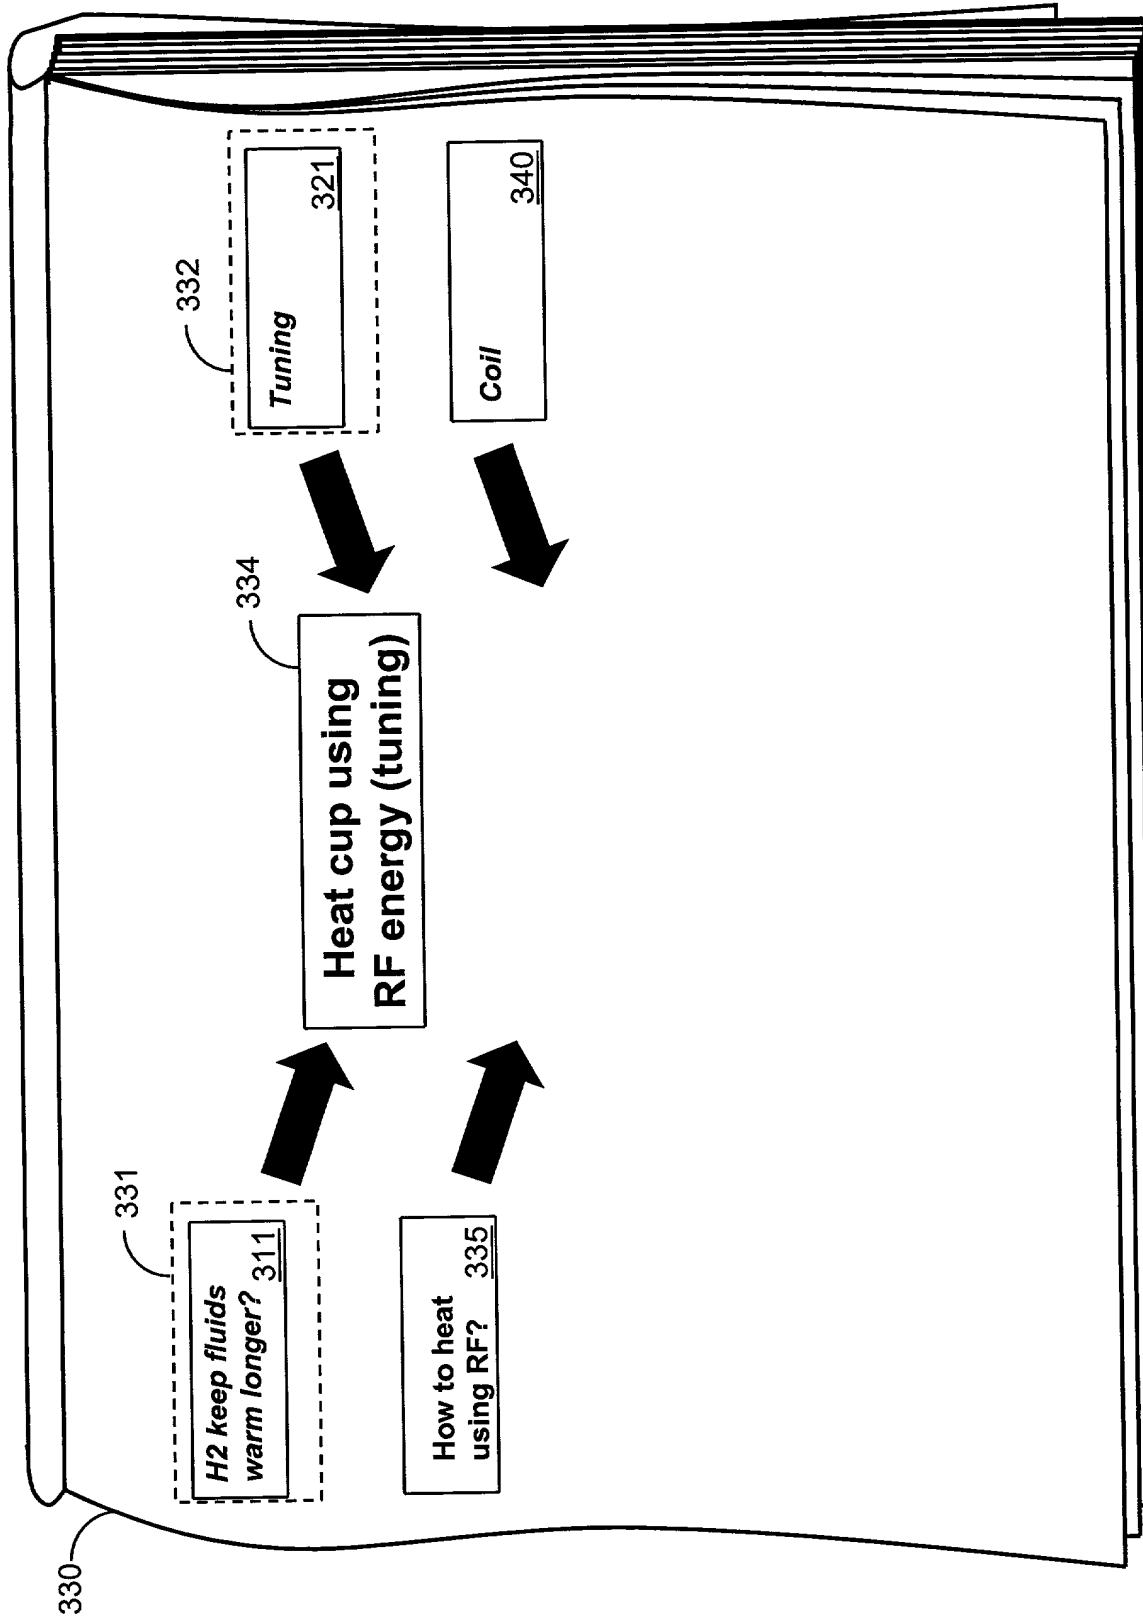 330
331
H2 keep fluids
warm longer?
311
334
Heat cup using
RF energy (tuning)
332
Tuning
321
How to heat
using RF?
335
Coil
340